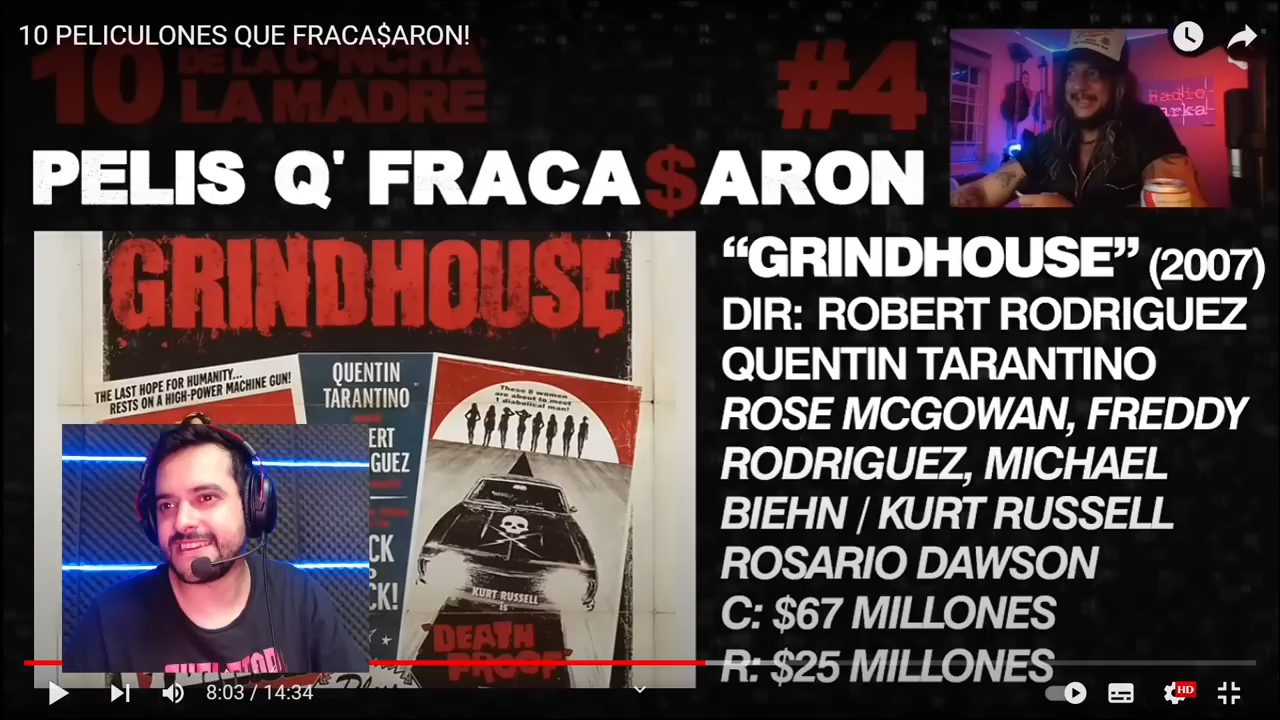 10 PELICULONES QUE FRACA$ARON!
10 DE LA C*NCHA
LA MADRE
#4
PELIS Q' FRACA$ARON
Radio
arka
GRINDHOUSE
THE LAST HOPE FOR HUMANITY...
RESTS ON A HIGH-POWER MACHINE GUN!
QUENTIN
TARANTINO
ERT
GUEZ
CK
CK!
These 8 women
are about to meet
1 diabolical man!
KURT RUSSELL
is
"DEATH
PROOF"
“GRINDHOUSE” (2007)
DIR: ROBERT RODRIGUEZ
QUENTIN TARANTINO
ROSE MCGOWAN, FREDDY
RODRIGUEZ, MICHAEL
BIEHN / KURT RUSSELL
ROSARIO DAWSON
C: $67 MILLONES
R: $25 MILLONES
8:03 / 14:34
HD